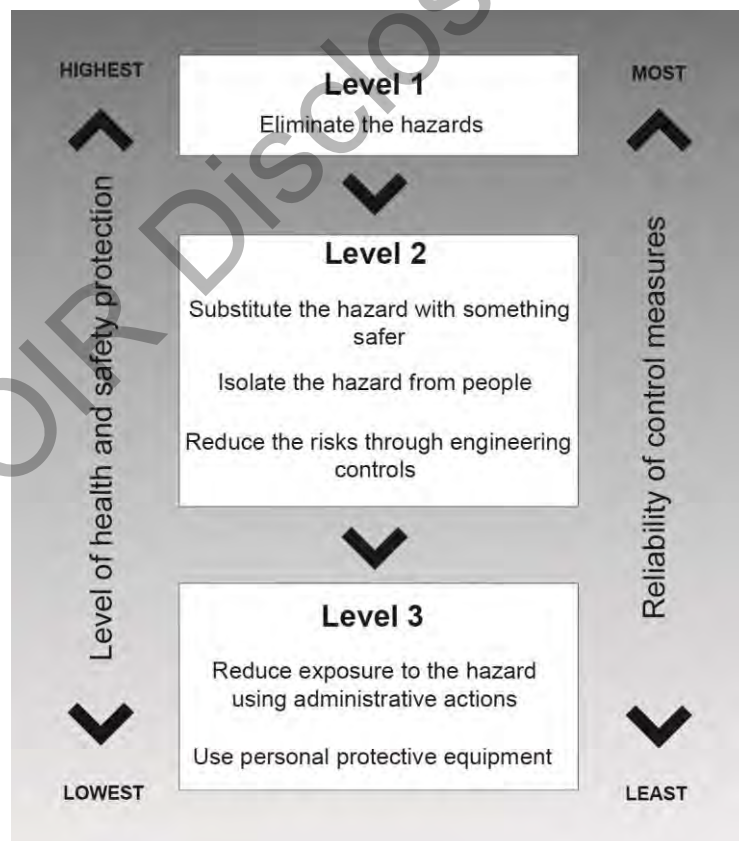 HIGHEST
Level 1
MOST
Eliminate the hazards
Level of health and safety protection
Reliability of control measures
Level 2
Substitute the hazard with something
safer
Isolate the hazard from people
Reduce the risks through engineering
controls
Level 3
Reduce exposure to the hazard
using administrative actions
Use personal protective equipment
LOWEST
LEAST